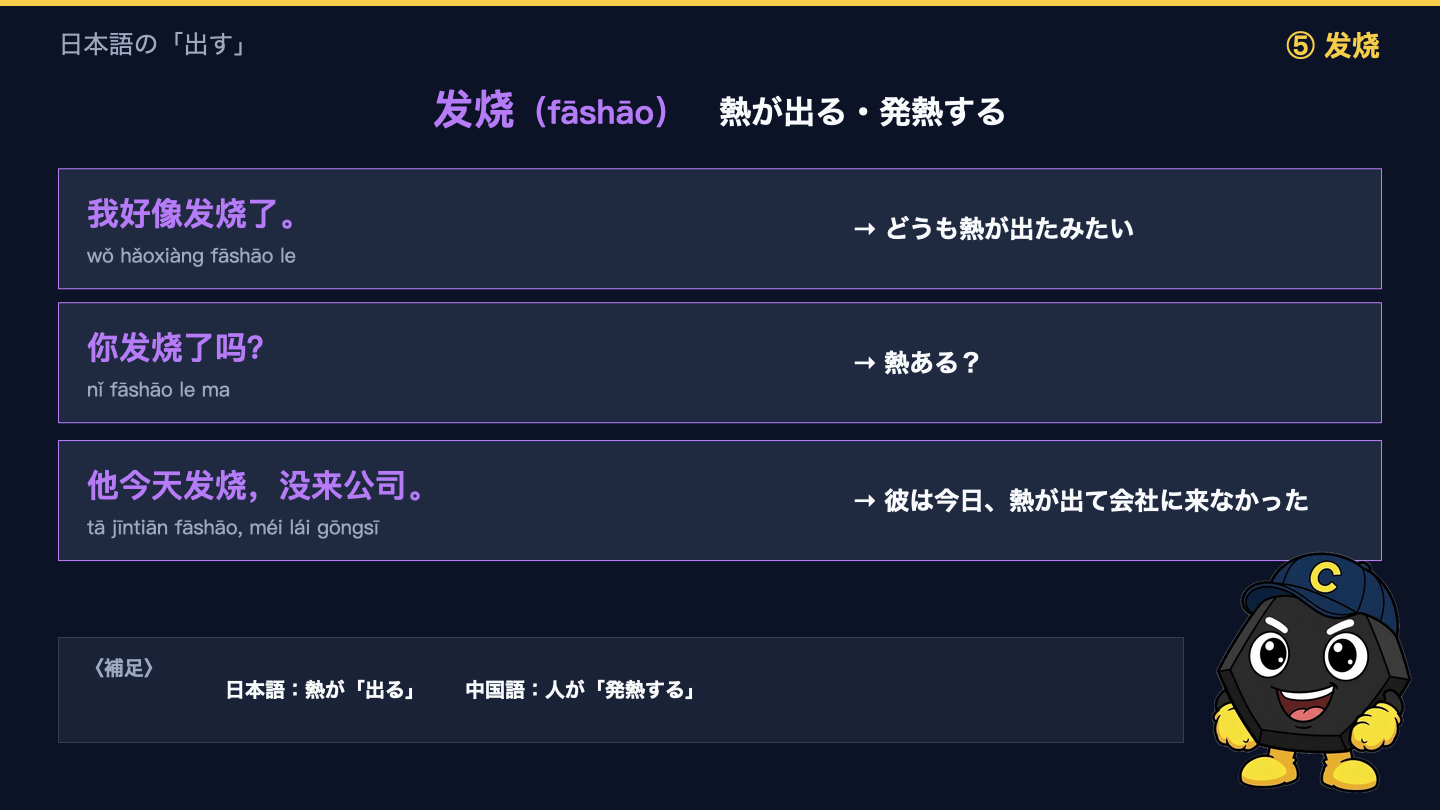 日本語の「出す」
⑤ 发烧
发烧（fāshāo） 熱が出る・発熱する
我好像发烧了。
wǒ hǎoxiàng fāshāo le
→ どうも熱が出たみたい
你发烧了吗?
nǐ fāshāo le ma
→ 熱ある？
他今天发烧，没来公司。
tā jīntiān fāshāo, méi lái gōngsī
→ 彼は今日、熱が出て会社に来なかった
C
〈補足〉
日本語：熱が「出る」 中国語：人が「発熱する」